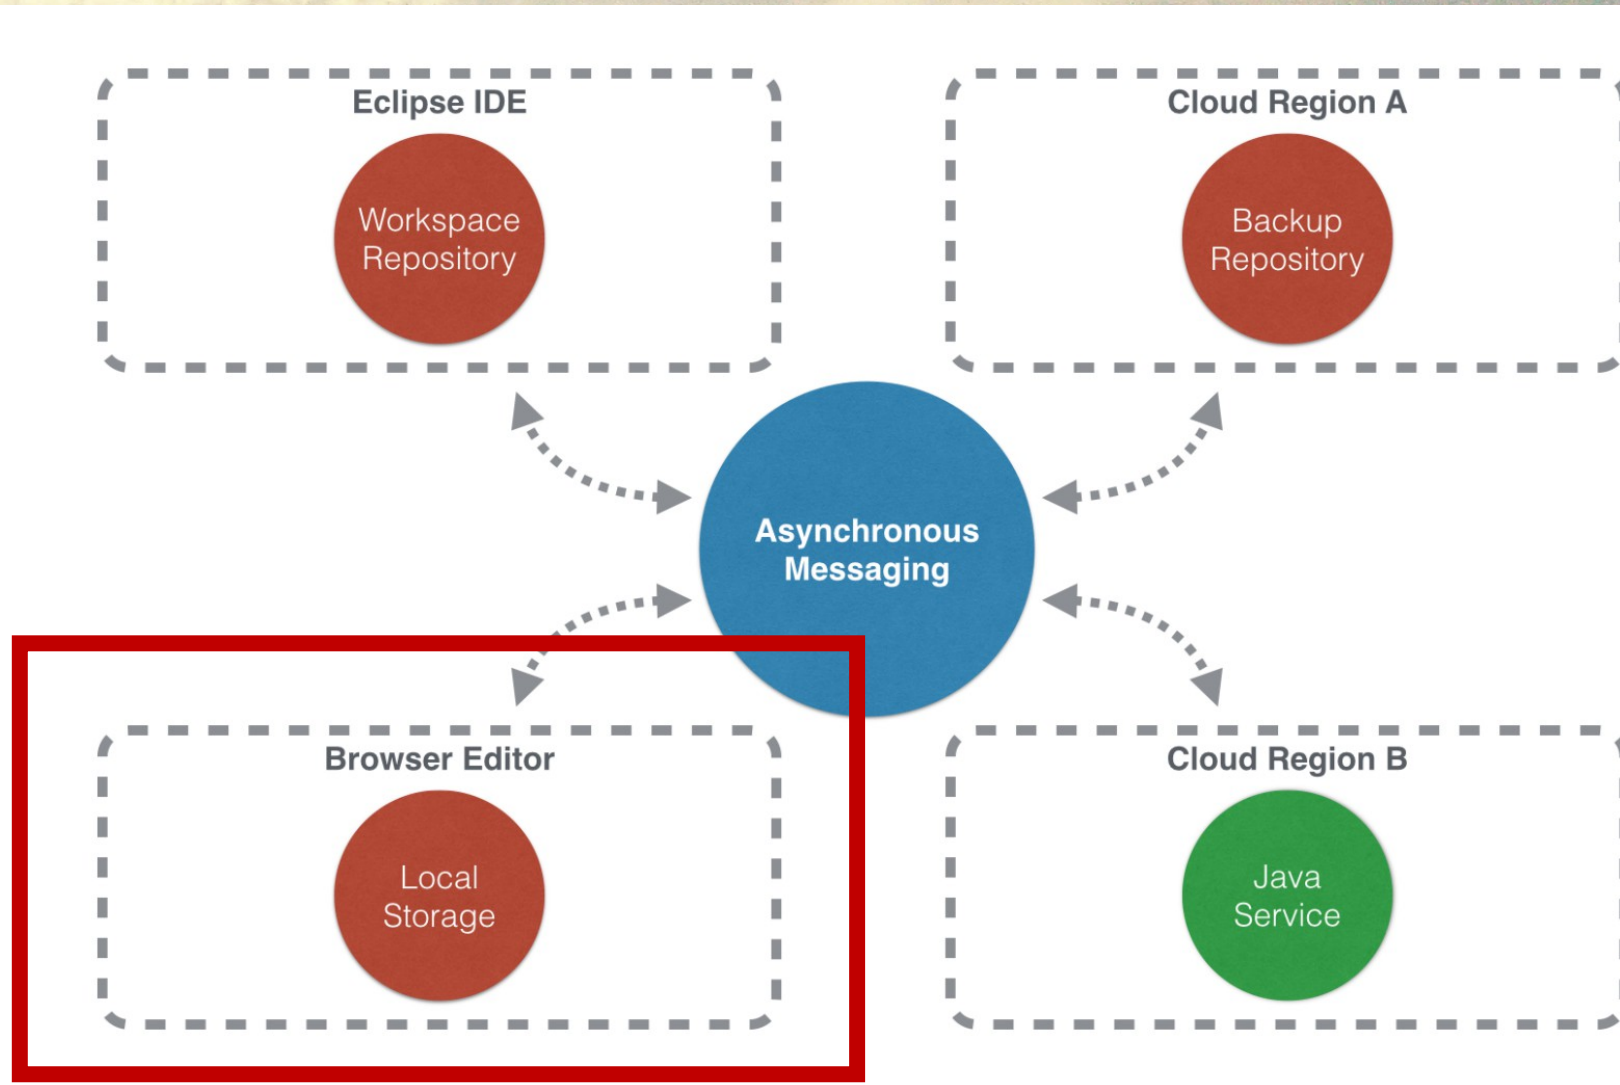 Eclipse IDE
Workspace
Repository
Cloud Region A
Backup
Repository
Asynchronous
Messaging
Browser Editor
Local
Storage
Cloud Region B
Java
Service